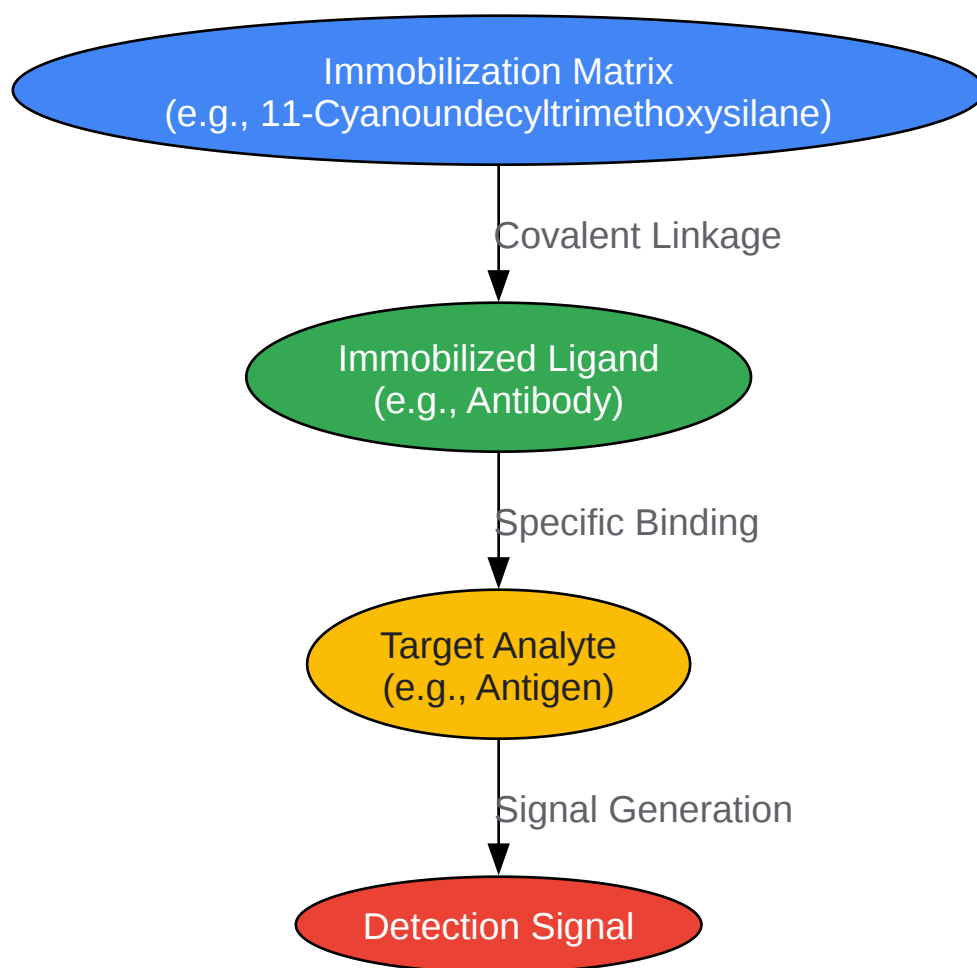 Immobilization Matrix
(e.g., 11-Cyanoundecyltrimethoxysilane)
Covalent Linkage
Immobilized Ligand
(e.g., Antibody)
Specific Binding
Target Analyte
(e.g., Antigen)
Signal Generation
Detection Signal